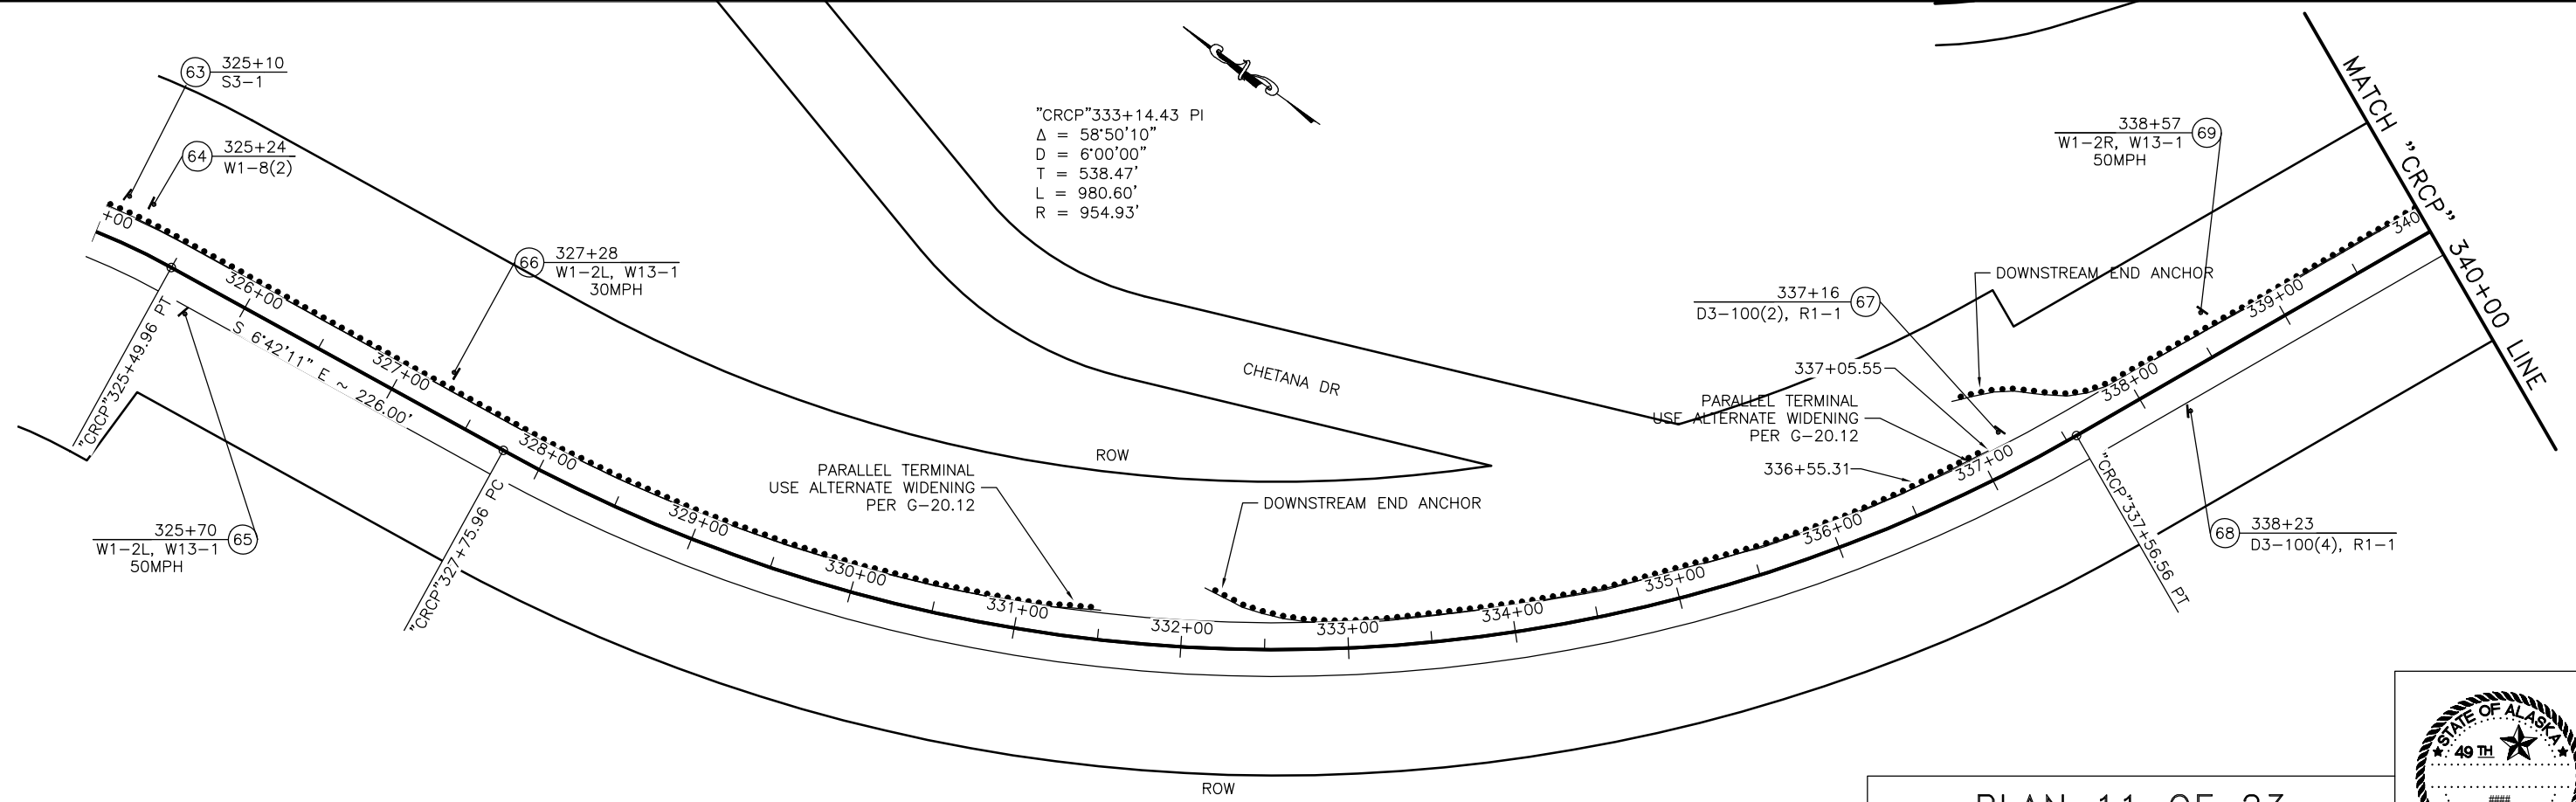 63 325+10
S3-1
64 325+24
W1-8(2)
+00
66 327+28
W1-2L, W13-1
30MPH
"CRCP"333+14.43 PI
Δ = 58°50'10"
D = 6°00'00"
T = 538.47'
L = 980.60'
R = 954.93'
338+57 69
W1-2R, W13-1
50MPH
MATCH "CRCP" 340+00 LINE
340
DOWNSTREAM END ANCHOR
339+00
337+16 67
D3-100(2), R1-1
337+05.55
PARALLEL TERMINAL
USE ALTERNATE WIDENING
PER G-20.12
336+55.31
338+00
337+00
336+00
335+00
334+00
333+00
332+00
331+00
330+00
329+00
328+00
327+00
326+00
S 6°42'11" E ~ 226.00'
"CRCP"325+49.96 PT
"CRCP"327+75.96 PC
CHETANA DR
ROW
PARALLEL TERMINAL
USE ALTERNATE WIDENING
PER G-20.12
DOWNSTREAM END ANCHOR
"CRCP"337+56.56 PT
325+70 65
W1-2L, W13-1
50MPH
68 338+23
D3-100(4), R1-1
ROW
PLAN 11 OF 23
STATE OF ALASKA
49 TH